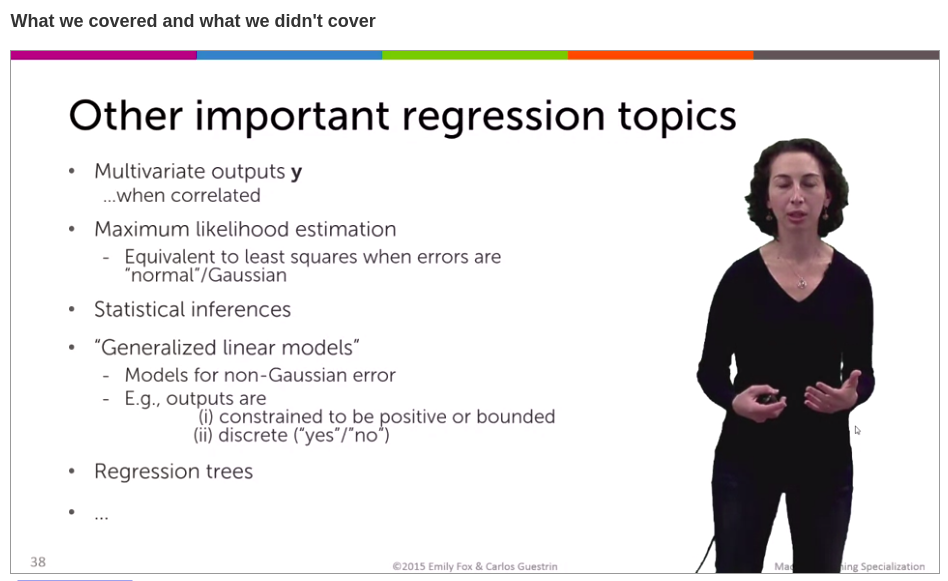 What we covered and what we didn't cover
Other important regression topics
• Multivariate outputs y
...when correlated
• Maximum likelihood estimation
- Equivalent to least squares when errors are
"normal"/Gaussian
• Statistical inferences
• "Generalized linear models"
- Models for non-Gaussian error
- E.g., outputs are
(i) constrained to be positive or bounded
(ii) discrete ("yes"/"no")
• Regression trees
• ...
38
©2015 Emily Fox & Carlos Guestrin
Specialization